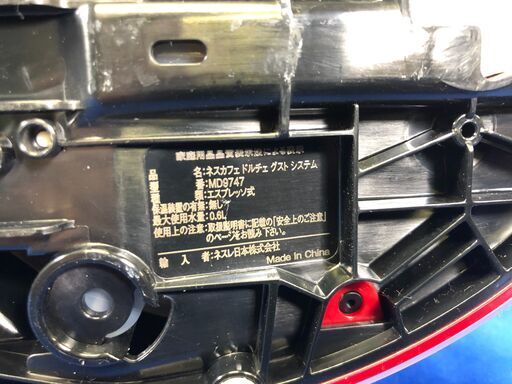 家庭用品品質表示法による表示
品 名:ネスカフェ ドルチェ グスト システム
型 番:MD9747
種 類:エスプレッソ式
保温装置の有無:無し
最大使用水量:0.6L
使用上の注意:取扱説明書に記載の「安全上のご注意」
のページをお読み下さい。
輸 入 者:ネスレ日本株式会社
Made In China